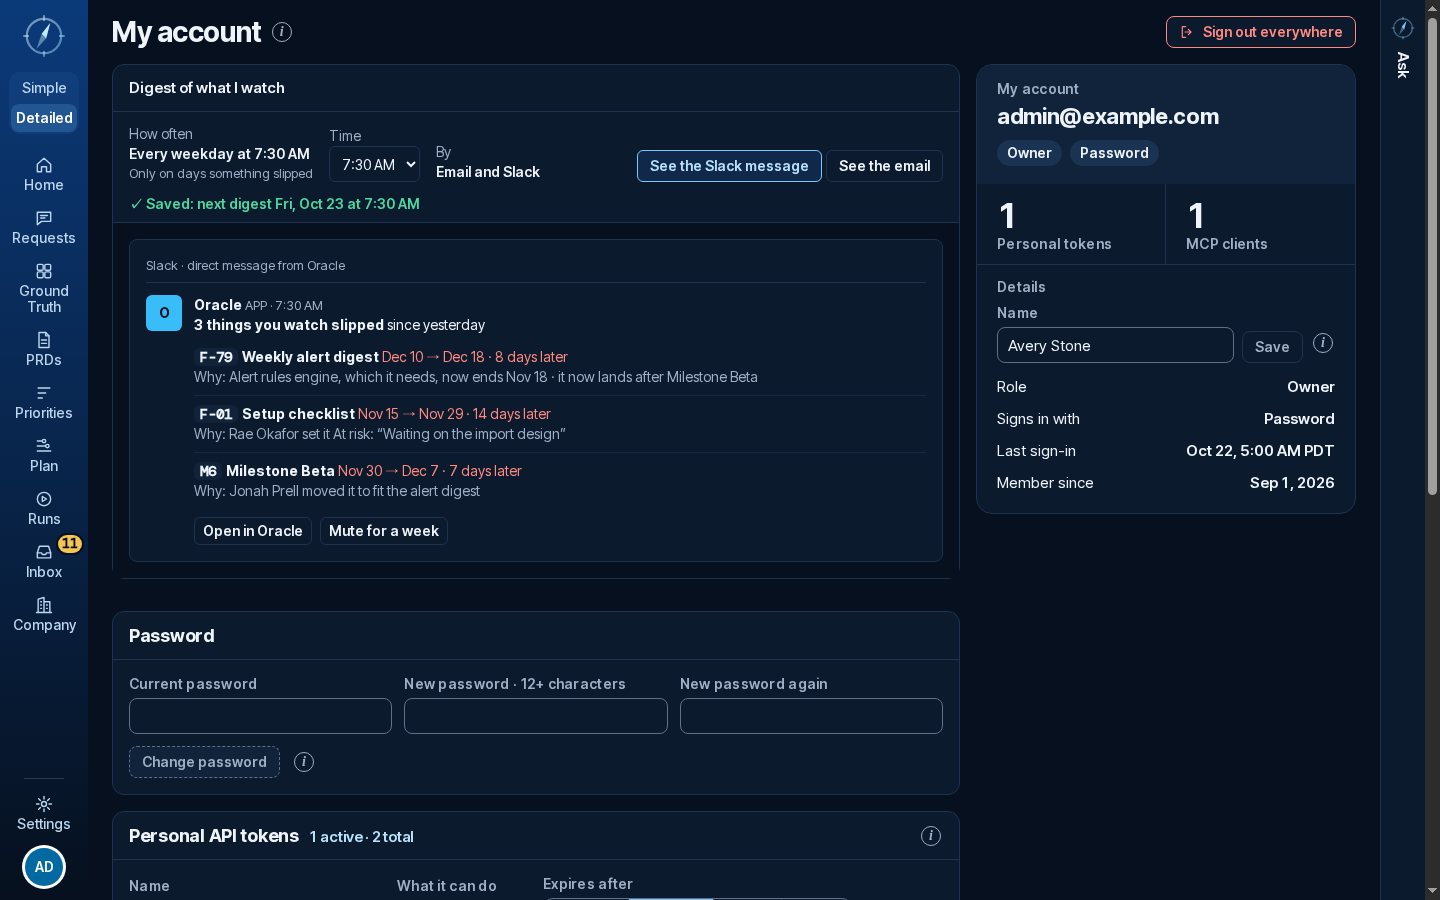 Simple
Detailed
Home
Requests
Ground
Truth
PRDs
Priorities
Plan
Runs
11
Inbox
Company
Settings
AD
My account i
Sign out everywhere
Digest of what I watch
How often
Every weekday at 7:30 AM
Only on days something slipped
Time
7:30 AM
By
Email and Slack
See the Slack message
See the email
✓ Saved: next digest Fri, Oct 23 at 7:30 AM
Slack · direct message from Oracle
O
Oracle APP · 7:30 AM
3 things you watch slipped since yesterday
F-79 Weekly alert digest Dec 10 → Dec 18 · 8 days later
Why: Alert rules engine, which it needs, now ends Nov 18 · it now lands after Milestone Beta
F-01 Setup checklist Nov 15 → Nov 29 · 14 days later
Why: Rae Okafor set it At risk: “Waiting on the import design”
M6 Milestone Beta Nov 30 → Dec 7 · 7 days later
Why: Jonah Prell moved it to fit the alert digest
Open in Oracle
Mute for a week
Password
Current password
New password · 12+ characters
New password again
Change password
i
Personal API tokens 1 active · 2 total
i
Name
What it can do
Expires after
My account
admin@example.com
Owner
Password
1
Personal tokens
1
MCP clients
Details
Name
Avery Stone
Save
i
Role Owner
Signs in with Password
Last sign-in Oct 22, 5:00 AM PDT
Member since Sep 1, 2026
Ask